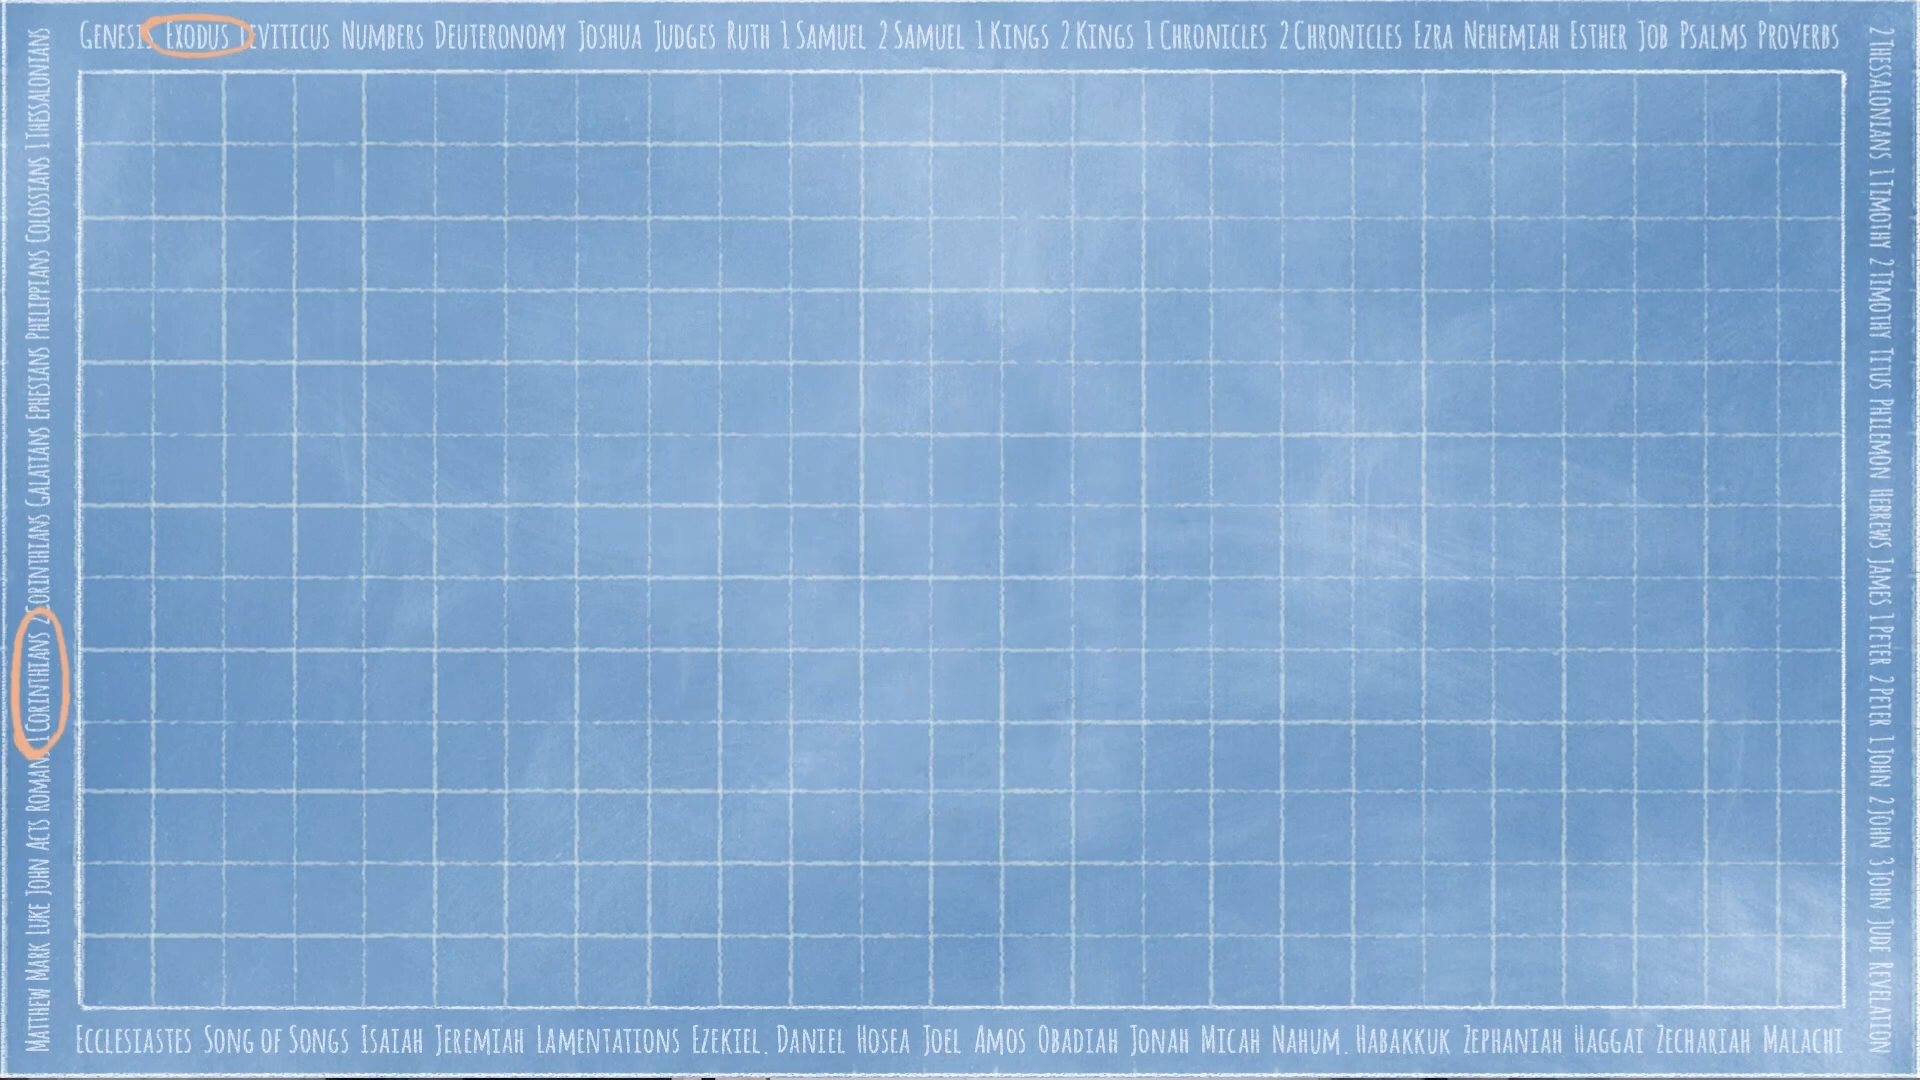 GENESIS EXODUS LEVITICUS NUMBERS DEUTERONOMY JOSHUA JUDGES RUTH 1 SAMUEL 2 SAMUEL 1 KINGS 2 KINGS 1 CHRONICLES 2 CHRONICLES EZRA NEHEMIAH ESTHER JOB PSALMS PROVERBS
ECCLESIASTES SONG OF SONGS ISAIAH JEREMIAH LAMENTATIONS EZEKIEL. DANIEL HOSEA JOEL AMOS OBADIAH JONAH MICAH NAHUM. HABAKKUK ZEPHANIAH HAGGAI ZECHARIAH MALACHI
MATTHEW MARK LUKE JOHN ACTS ROMANS 1 CORINTHIANS 2 CORINTHIANS GALATIANS EPHESIANS PHILIPPIANS COLOSSIANS 1 THESSALONIANS
2 THESSALONIANS 1 TIMOTHY 2 TIMOTHY TITUS PHILEMON HEBREWS JAMES 1 PETER 2 PETER 1 JOHN 2 JOHN 3 JOHN JUDE REVELATION